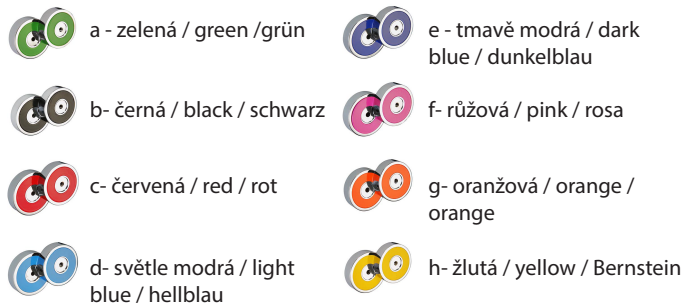 a - zelená / green /grün
b- černá / black / schwarz
c- červená / red / rot
d- světle modrá / light
blue / hellblau
e - tmavě modrá / dark
blue / dunkelblau
f- růžová / pink / rosa
g- oranžová / orange /
orange
h- žlutá / yellow / Bernstein